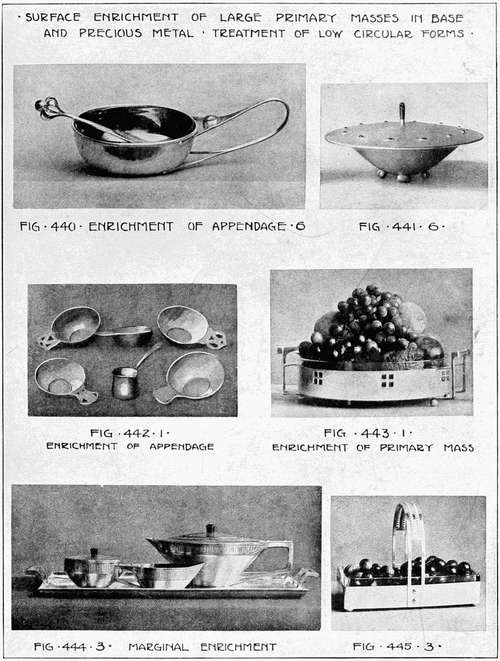 · SURFACE ENRICHMENT OF LARGE PRIMARY MASSES IN BASE
AND PRECIOUS METAL · TREATMENT OF LOW CIRCULAR FORMS ·
FIG · 440 · ENRICHMENT OF APPENDAGE · 6
FIG · 441 · 6 ·
FIG · 442 · 1 ·
ENRICHMENT OF APPENDAGE
FIG · 443 · 1 ·
ENRICHMENT OF PRIMARY MASS
FIG · 444 · 3 · MARGINAL ENRICHMENT
FIG · 445 · 3 ·